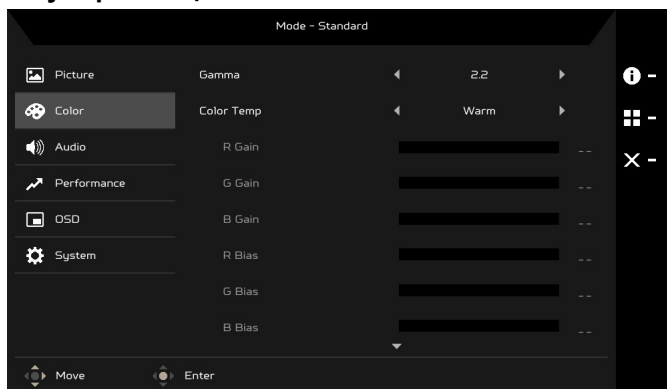 Mode - Standard
Picture
Gamma 2.2
Color
Color Temp Warm
Audio
R Gain --
Performance
G Gain --
OSD
B Gain --
System
R Bias --
G Bias --
B Bias --
Move Enter